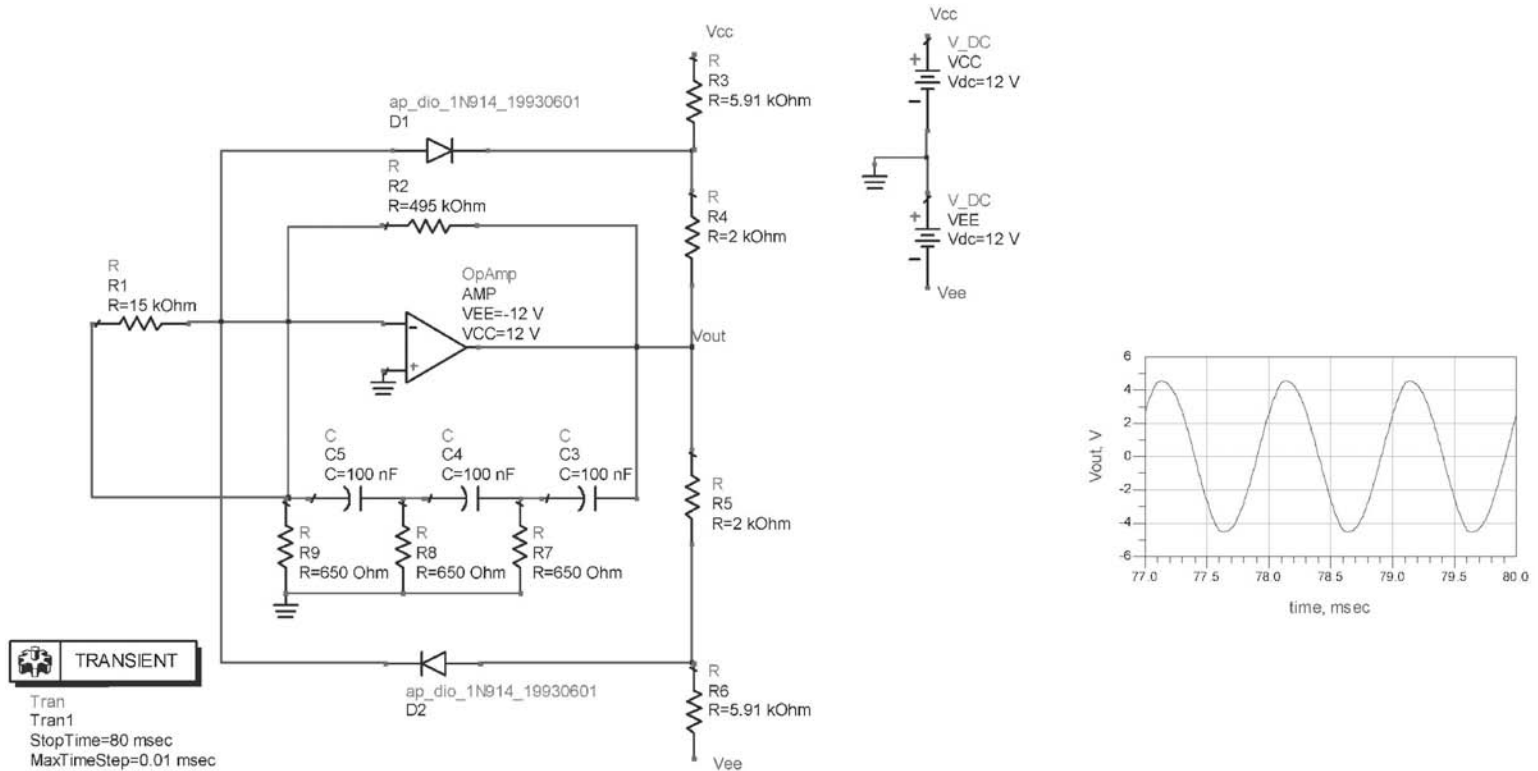 Vcc
R
R3
R=5.91 kOhm
ap_dio_1N914_19930601
D1
R
R2
R=495 kOhm
R
R4
R=2 kOhm
R
R1
R=15 kOhm
OpAmp
AMP
VEE=-12 V
VCC=12 V
-
+
Vout
C
C5
C=100 nF
C
C4
C=100 nF
C
C3
C=100 nF
R
R5
R=2 kOhm
R
R9
R=650 Ohm
R
R8
R=650 Ohm
R
R7
R=650 Ohm
TRANSIENT
Tran
Tran1
StopTime=80 msec
MaxTimeStep=0.01 msec
ap_dio_1N914_19930601
D2
R
R6
R=5.91 kOhm
Vee
Vcc
V_DC
VCC
Vdc=12 V
+
-
V_DC
VEE
Vdc=12 V
+
-
Vee
Vout, V
6
4
2
0
-2
-4
-6
77.0 77.5 78.0 78.5 79.0 79.5 80.0
time, msec